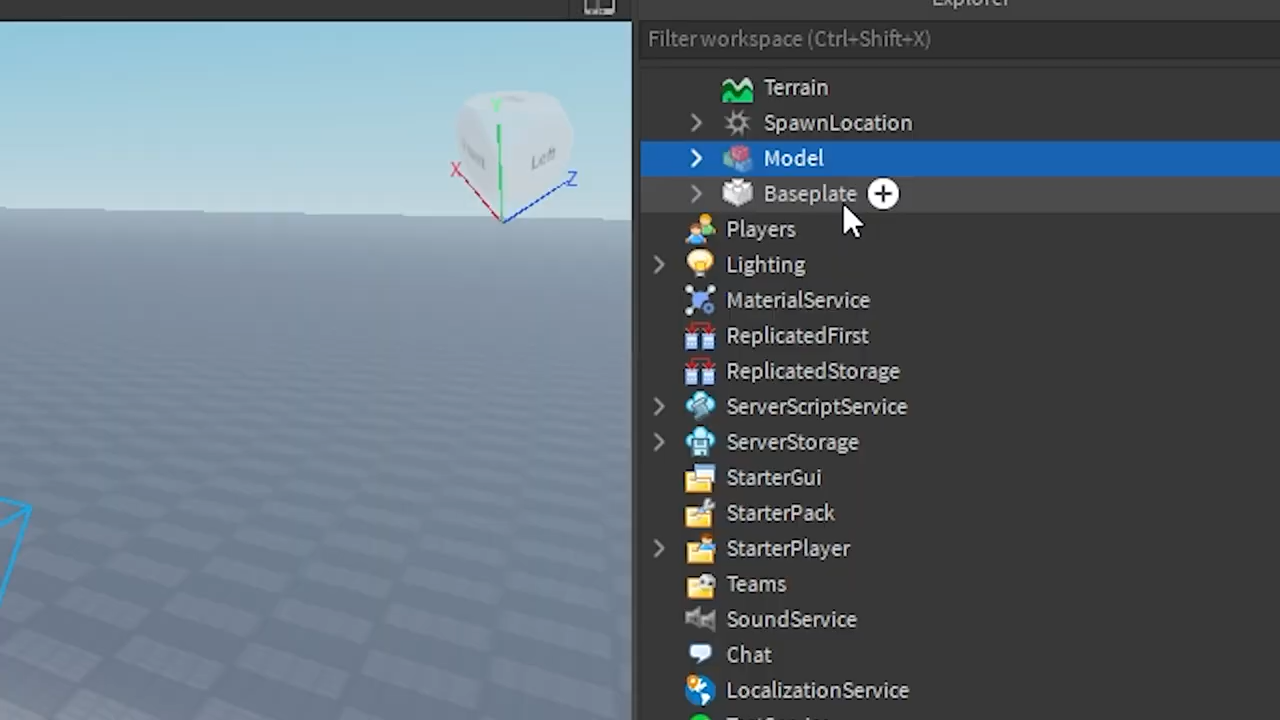 Explorer
Filter workspace (Ctrl+Shift+X)
Terrain
SpawnLocation
Model
Baseplate
Players
Lighting
MaterialService
ReplicatedFirst
ReplicatedStorage
ServerScriptService
ServerStorage
StarterGui
StarterPack
StarterPlayer
Teams
SoundService
Chat
LocalizationService
Y
Left
X
Z